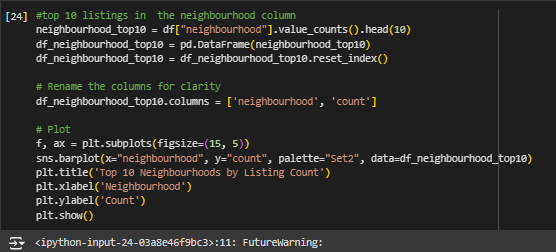 [24] #top 10 listings in  the neighbourhood column
neighbourhood_top10 = df["neighbourhood"].value_counts().head(10)
df_neighbourhood_top10 = pd.DataFrame(neighbourhood_top10)
df_neighbourhood_top10 = df_neighbourhood_top10.reset_index()
# Rename the columns for clarity
df_neighbourhood_top10.columns = ['neighbourhood', 'count']
# Plot
f, ax = plt.subplots(figsize=(15, 5))
sns.barplot(x="neighbourhood", y="count", palette="Set2", data=df_neighbourhood_top10)
plt.title('Top 10 Neighbourhoods by Listing Count')
plt.xlabel('Neighbourhood')
plt.ylabel('Count')
plt.show()
<ipython-input-24-03a8e46f9bc3>:11: FutureWarning: